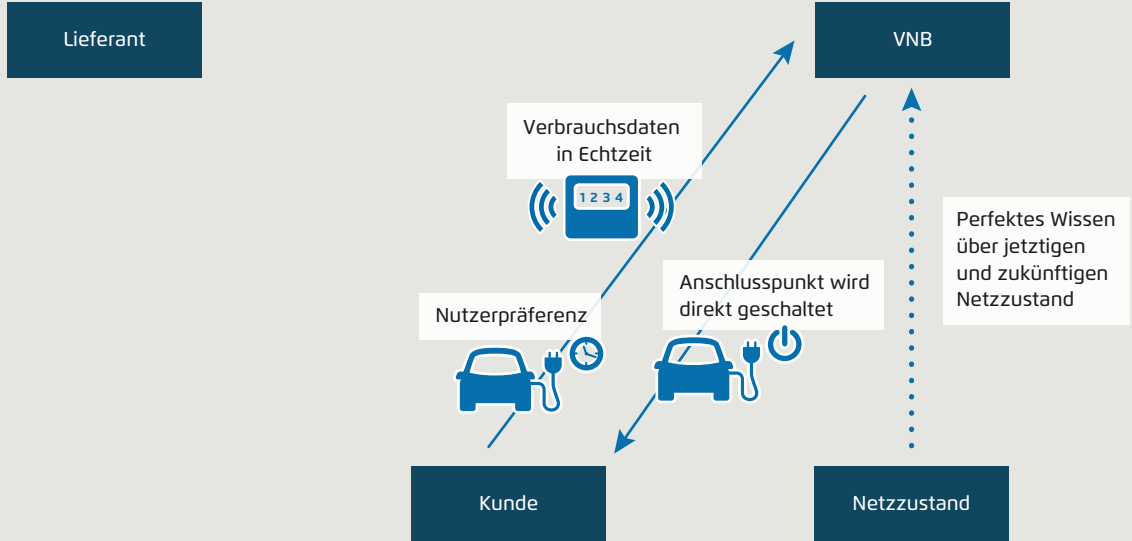 Lieferant
VNB
Verbrauchsdaten
in Echtzeit
1 2 3 4
Perfektes Wissen
über jetztigen
und zukünftigen
Netzzustand
Anschlusspunkt wird
direkt geschaltet
Nutzerpräferenz
Kunde
Netzzustand